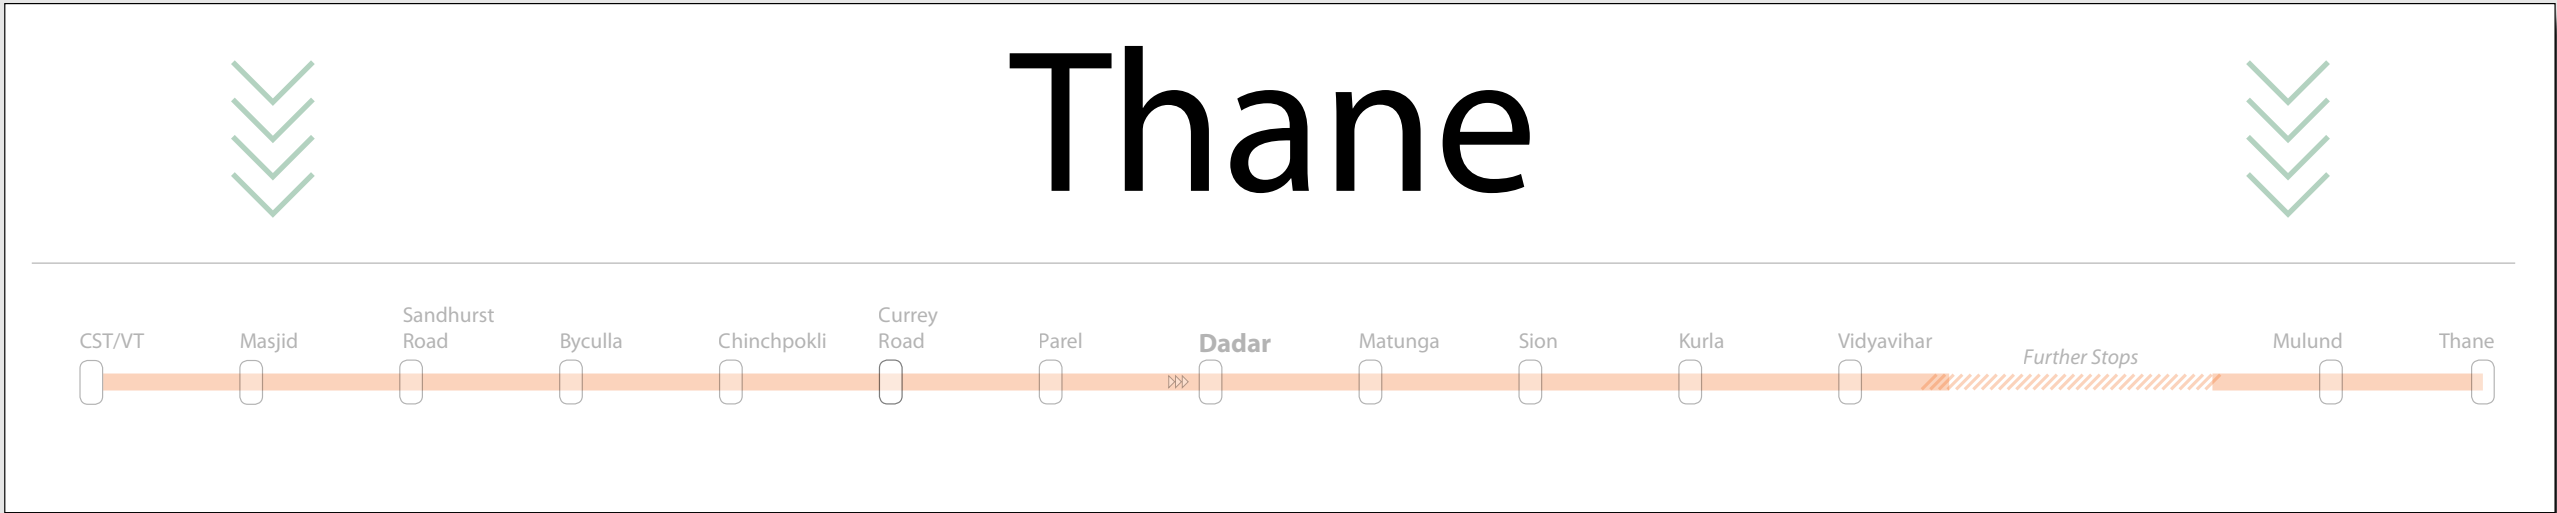 Thane
CST/VT
Masjid
Sandhurst
Road
Byculla
Chinchpokli
Currey
Road
Parel
Dadar
Matunga
Sion
Kurla
Vidyavihar
Further Stops
Mulund
Thane